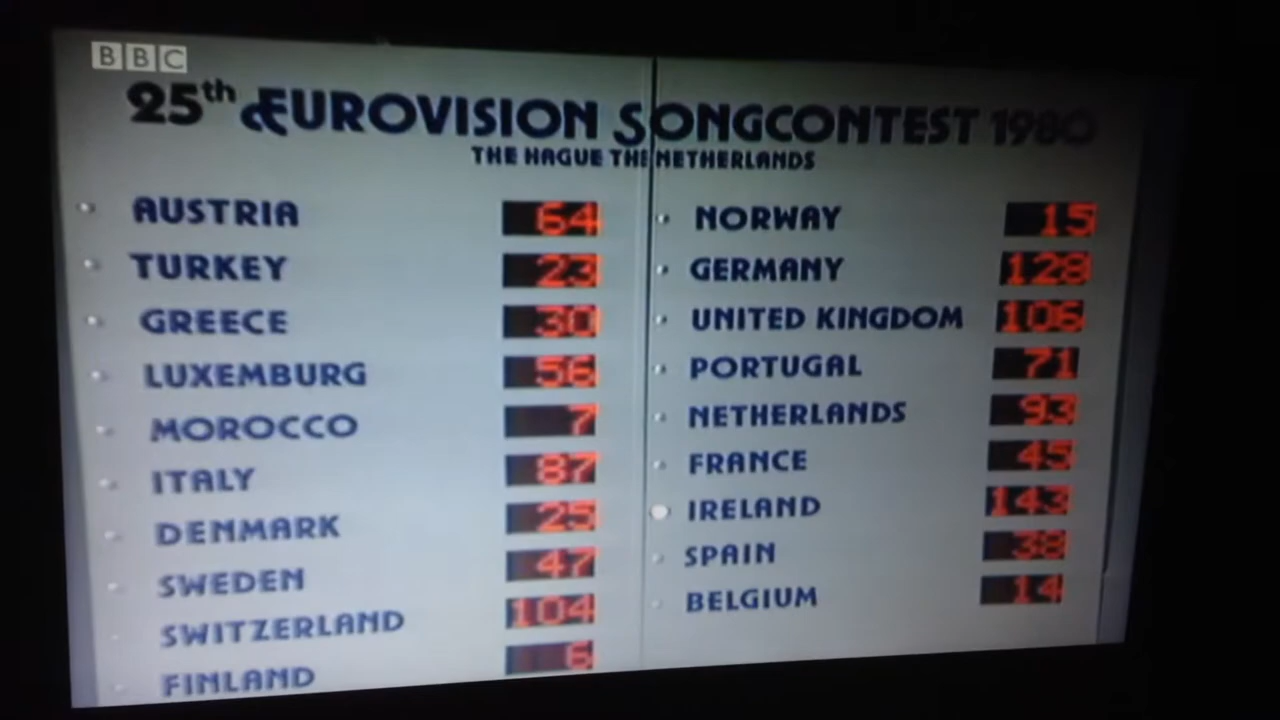 BBC
25th EUROVISION SONGCONTEST 1980
THE HAGUE THE NETHERLANDS
AUSTRIA 64
TURKEY 23
GREECE 30
LUXEMBURG 56
MOROCCO 7
ITALY 87
DENMARK 25
SWEDEN 47
SWITZERLAND 104
FINLAND 6
NORWAY 15
GERMANY 128
UNITED KINGDOM 106
PORTUGAL 71
NETHERLANDS 93
FRANCE 45
IRELAND 143
SPAIN 38
BELGIUM 14